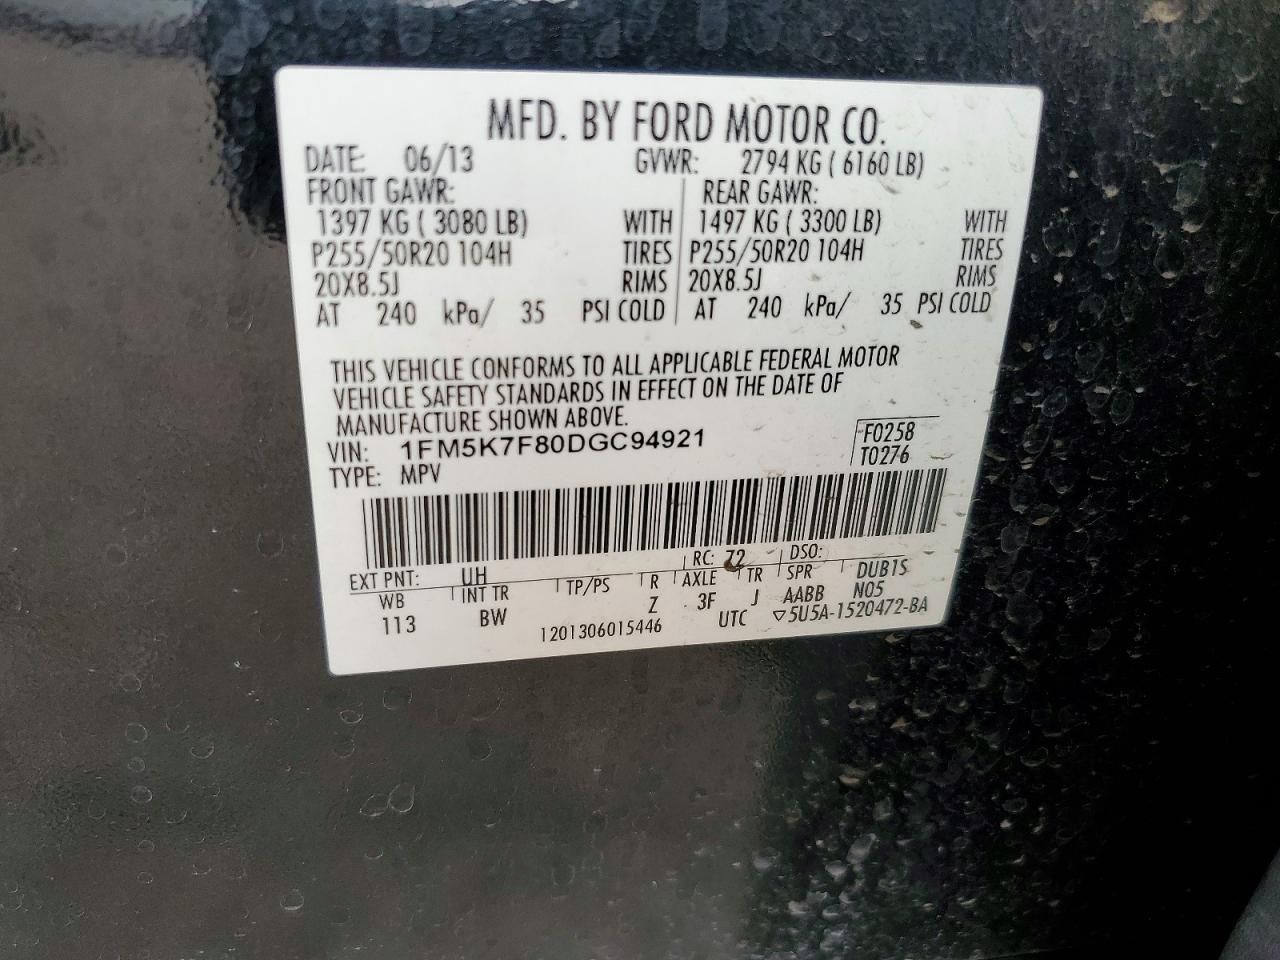 MFD. BY FORD MOTOR CO.
DATE: 06/13 GVWR: 2794 KG ( 6160 LB)
FRONT GAWR: REAR GAWR:
1397 KG ( 3080 LB) WITH 1497 KG ( 3300 LB) WITH
P255/50R20 104H TIRES P255/50R20 104H TIRES
20X8.5J RIMS 20X8.5J RIMS
AT 240 kPa/ 35 PSI COLD AT 240 kPa/ 35 PSI COLD
THIS VEHICLE CONFORMS TO ALL APPLICABLE FEDERAL MOTOR
VEHICLE SAFETY STANDARDS IN EFFECT ON THE DATE OF
MANUFACTURE SHOWN ABOVE.
VIN: 1FM5K7F80DGC94921 F0258
TYPE: MPV T0276
EXT PNT: UH RC: 72 DSO:
WB INT TR TP/PS R AXLE TR SPR DUB1S
113 BW Z 3F J AABB N05
1201306015446 UTC ▽5U5A-1520472-BA